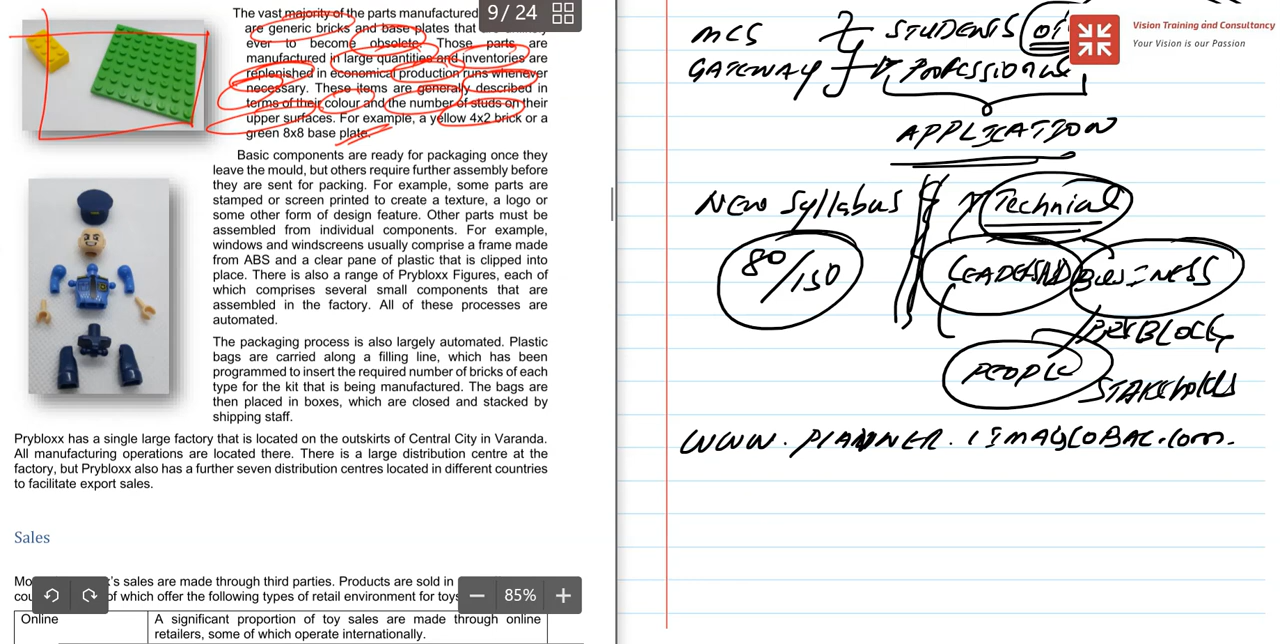 The vast majority of the parts manufactured
are generic bricks and base plates that
ever to become obsolete. Those parts are
manufactured in large quantities and inventories are
replenished in economical production runs whenever
necessary. These items are generally described in
terms of their colour and the number of studs on their
upper surfaces. For example, a yellow 4x2 brick or a
green 8x8 base plate.
Basic components are ready for packaging once they
leave the mould, but others require further assembly before
they are sent for packing. For example, some parts are
stamped or screen printed to create a texture, a logo or
some other form of design feature. Other parts must be
assembled from individual components. For example,
windows and windscreens usually comprise a frame made
from ABS and a clear pane of plastic that is clipped into
place. There is also a range of Prybloxx Figures, each of
which comprises several small components that are
assembled in the factory. All of these processes are
automated.
The packaging process is also largely automated. Plastic
bags are carried along a filling line, which has been
programmed to insert the required number of bricks of each
type for the kit that is being manufactured. The bags are
then placed in boxes, which are closed and stacked by
shipping staff.
Prybloxx has a single large factory that is located on the outskirts of Central City in Varanda.
All manufacturing operations are located there. There is a large distribution centre at the
factory, but Prybloxx also has a further seven distribution centres located in different countries
to facilitate export sales.
Sales
's sales are made through third parties. Products are sold in
of which offer the following types of retail environment for toys
Online
A significant proportion of toy sales are made through online
retailers, some of which operate internationally.
9 / 24
85%
MCS
GATEWAY
STUDENTS
PROFESSIONALS
APPLICATION
New Syllabus
80/150
Technial
LEADERSHIP
BUSINESS
PRYBLOCX
PEOPLE
STAKEHOLDERS
Vision Training and Consultancy
Your Vision is our Passion